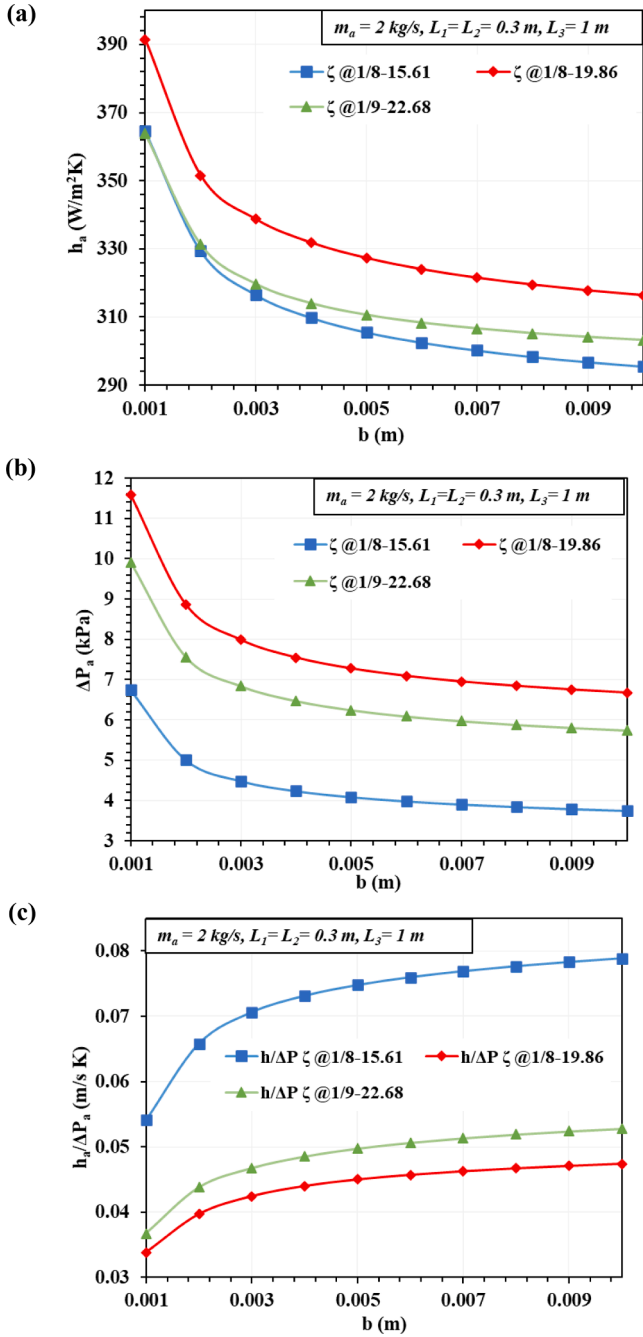 (a)
m_a = 2 kg/s, L_1= L_2= 0.3 m, L_3= 1 m
ζ @1/8-15.61
ζ @1/8-19.86
ζ @1/9-22.68
h_a (W/m²K)
390
370
350
330
310
290
0.001 0.003 0.005 0.007 0.009
b (m)
(b)
m_a = 2 kg/s, L_1=L_2= 0.3 m, L_3= 1 m
ζ @1/8-15.61
ζ @1/8-19.86
ζ @1/9-22.68
ΔP_a (kPa)
12
11
10
9
8
7
6
5
4
3
0.001 0.003 0.005 0.007 0.009
b (m)
(c)
m_a = 2 kg/s, L_1= L_2= 0.3 m, L_3= 1 m
h/ΔP ζ @1/8-15.61
h/ΔP ζ @1/8-19.86
h/ΔP ζ @1/9-22.68
h_a/ΔP_a (m/s K)
0.08
0.07
0.06
0.05
0.04
0.03
0.001 0.003 0.005 0.007 0.009
b (m)